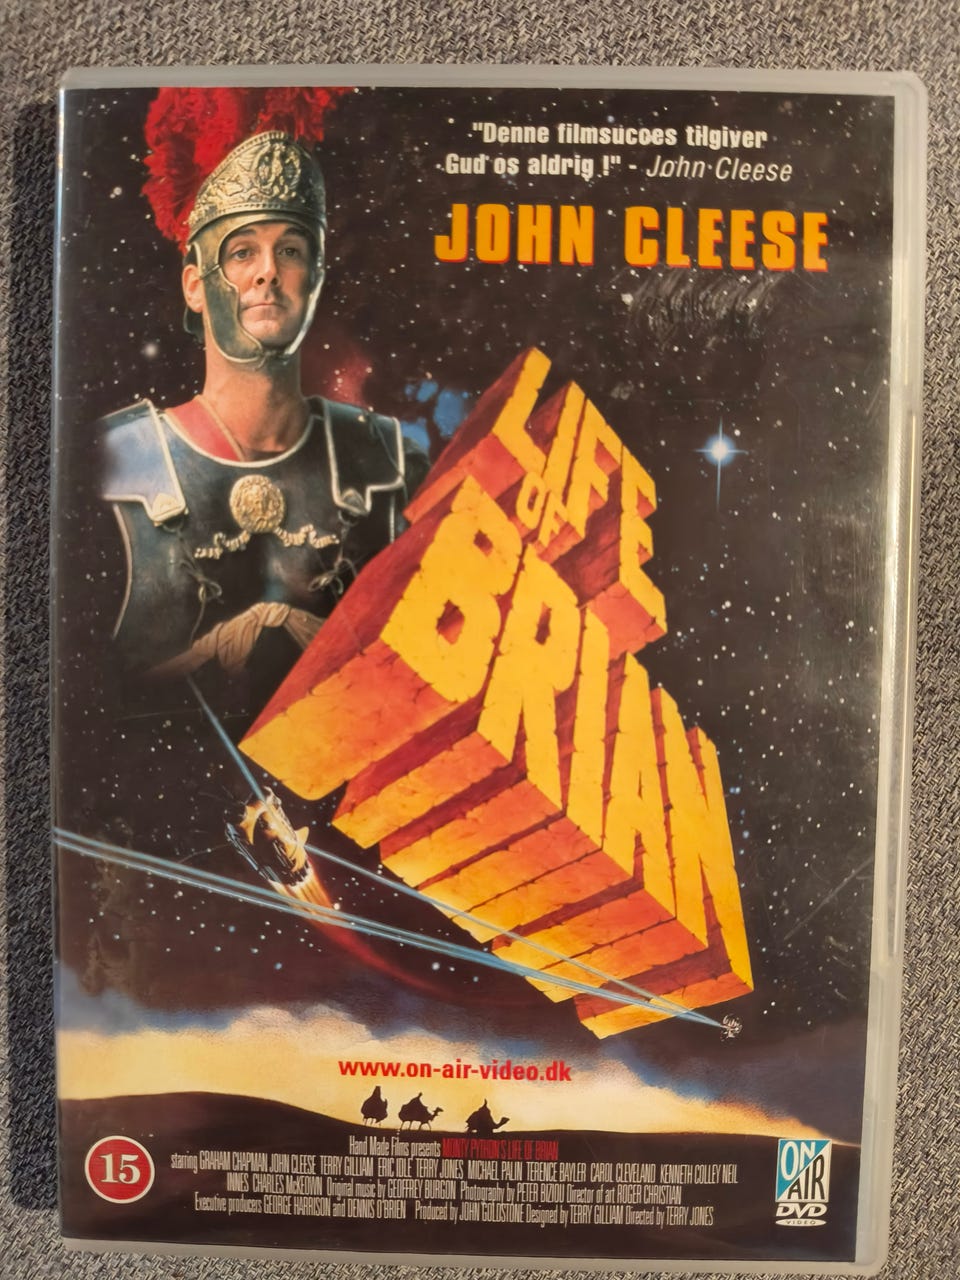 "Denne filmsucces tilgiver
Gud os aldrig !" - John Cleese
JOHN CLEESE
LIFE
OF
BRIAN
www.on-air-video.dk
Hand Made Films presents MONTY PYTHON'S LIFE OF BRIAN
starring GRAHAM CHAPMAN JOHN CLEESE TERRY GILLIAM ERIC IDLE TERRY JONES MICHAEL PALIN TERENCE BAYLER CAROL CLEVELAND KENNETH COLLEY NEIL
INNES CHARLES McKEOWN Original music by GEOFFREY BURGON Photography by PETER BIZIOU Director of art ROGER CHRISTIAN
Executive producers GEORGE HARRISON and DENNIS O'BRIEN Produced by JOHN GOLDSTONE Designed by TERRY GILLIAM Directed by TERRY JONES
15
ON
AIR
DVD
VIDEO